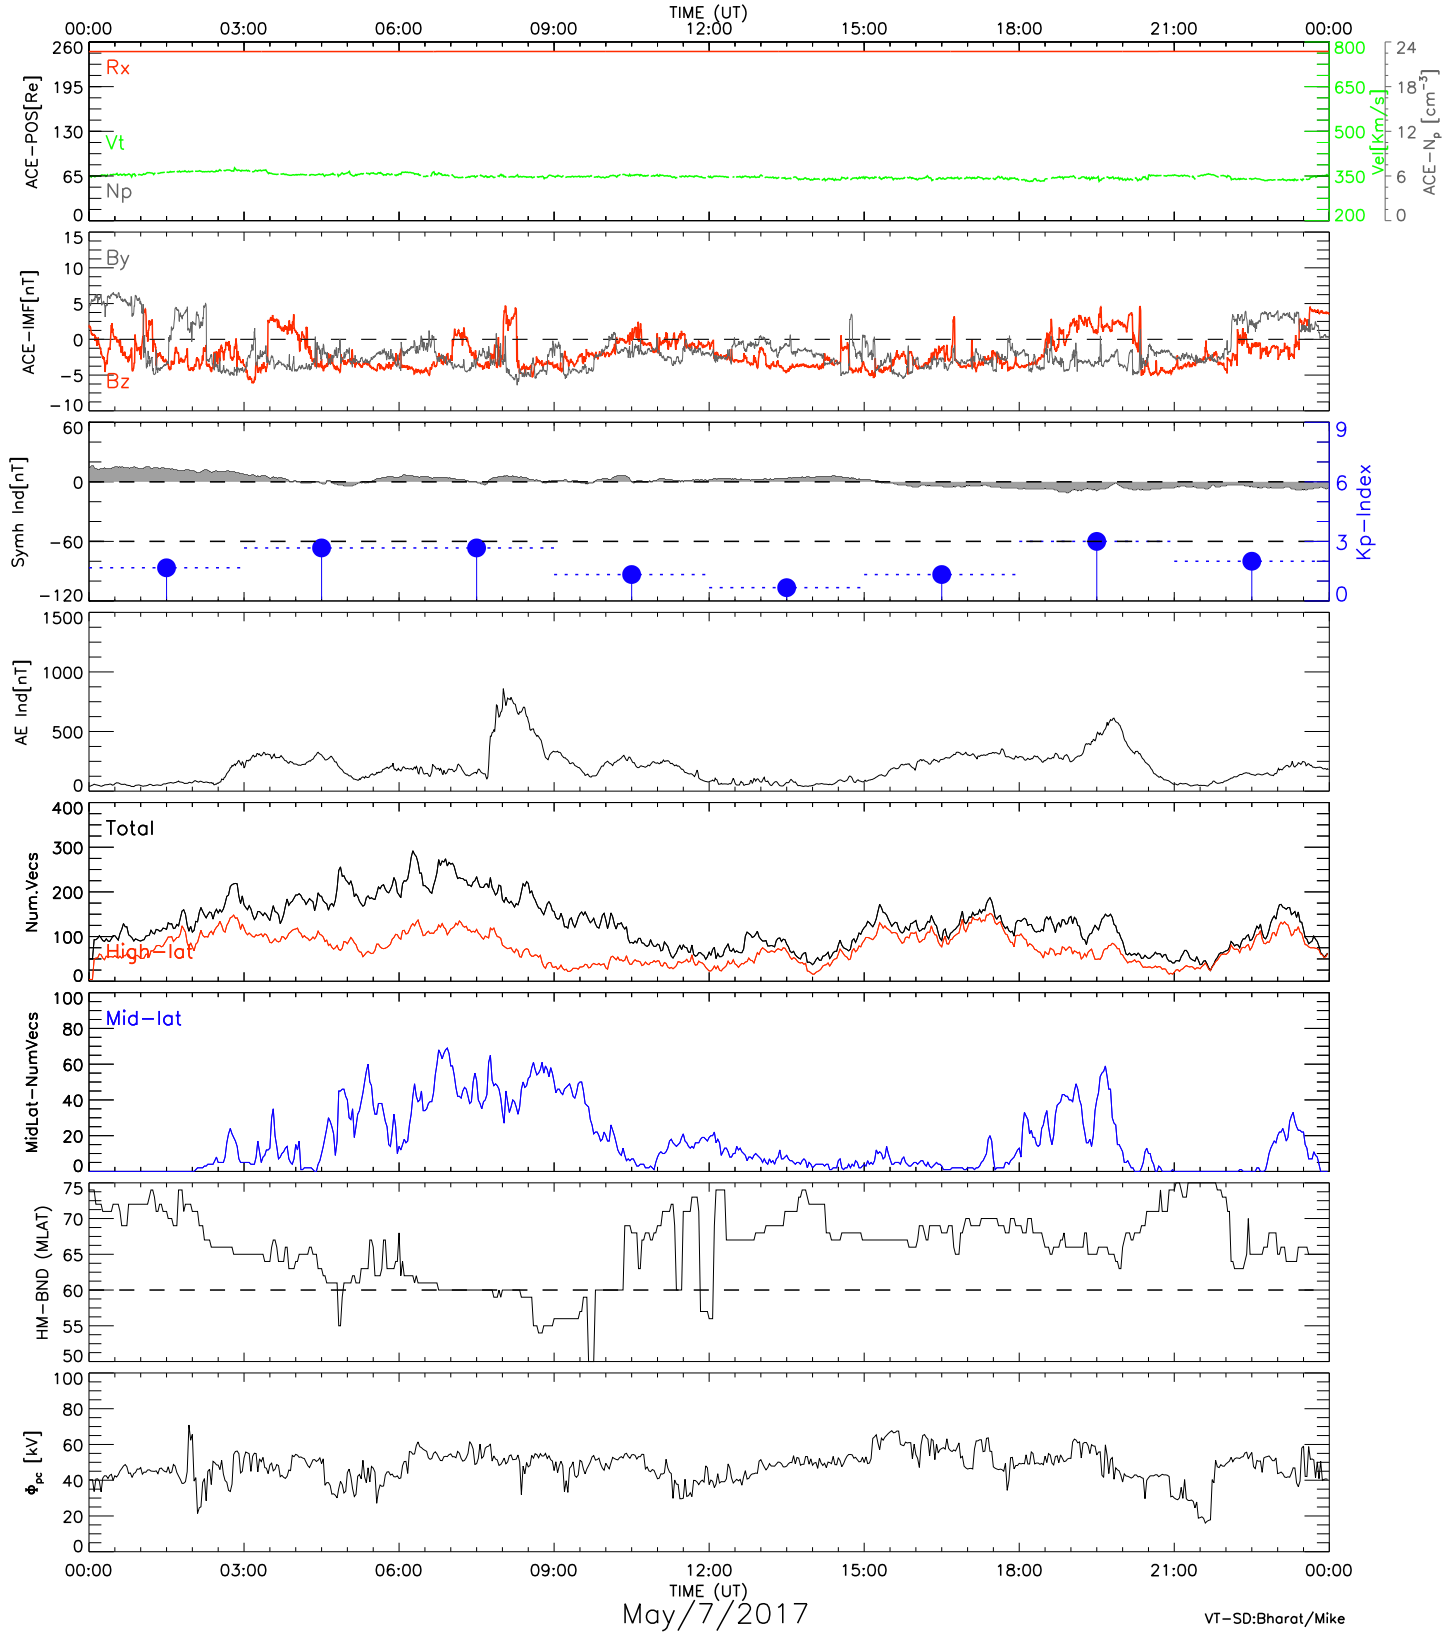 TIME (UT)
00:00 03:00 06:00 09:00 12:00 15:00 18:00 21:00 00:00
ACE-POS[Re]
260
195
130
65
0
Rx
Vt
Np
800
650
500
350
200
Vel[Km/s]
24
18
12
6
0
ACE-Np [cm-3]
ACE-IMF[nT]
15
10
5
0
-5
-10
By
Bz
Symh Ind[nT]
60
0
-60
-120
9
6
3
0
Kp-Index
AE Ind[nT]
1500
1000
500
0
Num.Vecs
400
300
200
100
0
Total
High-lat
MidLat-NumVecs
100
80
60
40
20
0
Mid-lat
HM-BND (MLAT)
75
70
65
60
55
50
Φpc [kV]
100
80
60
40
20
0
00:00 03:00 06:00 09:00 12:00 15:00 18:00 21:00 00:00
TIME (UT)
May/7/2017
VT-SD:Bharat/Mike